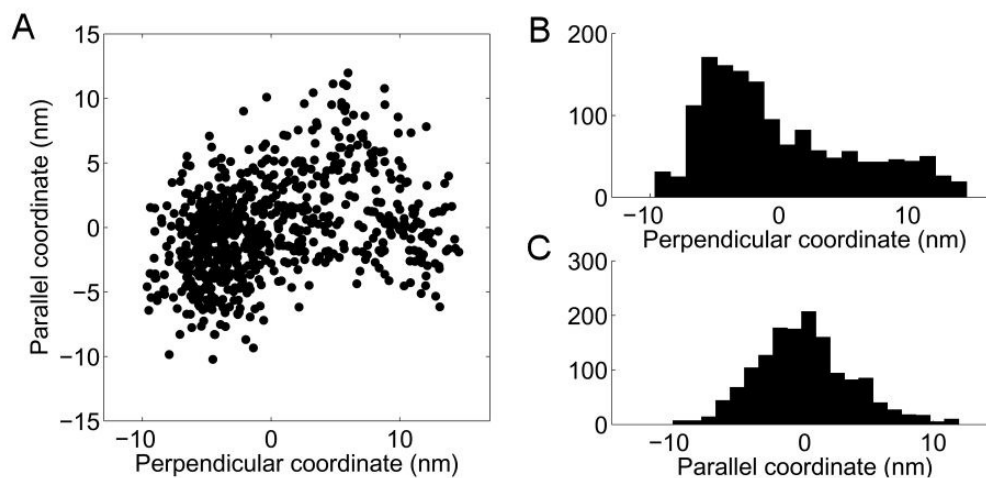 A
15
10
5
0
−5
−10
−15
−10 0 10
Perpendicular coordinate (nm)
Parallel coordinate (nm)
B
200
100
0
−10 0 10
Perpendicular coordinate (nm)
C
300
200
100
0
−10 0 10
Parallel coordinate (nm)